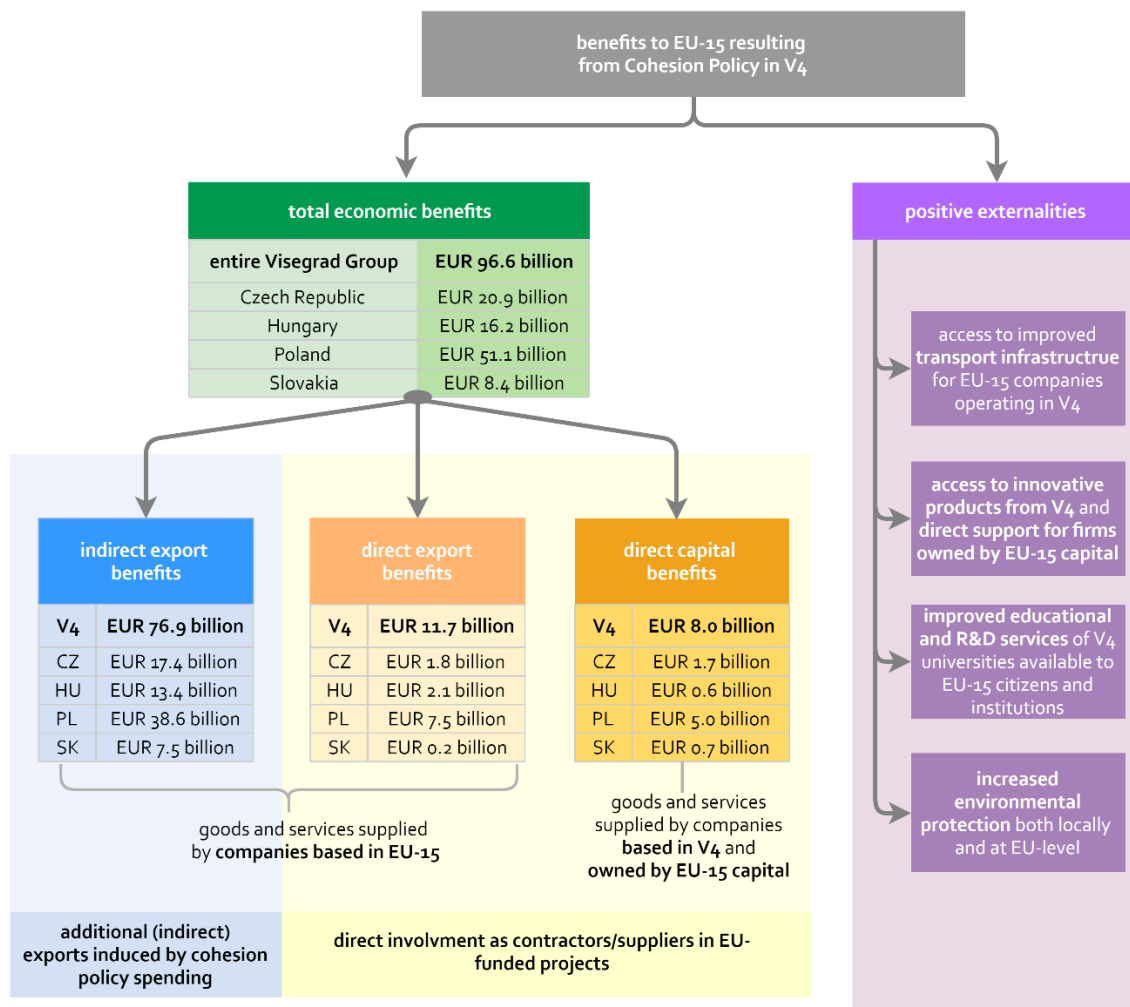 benefits to EU-15 resulting
from Cohesion Policy in V4
total economic benefits
entire Visegrad Group EUR 96.6 billion
Czech Republic EUR 20.9 billion
Hungary EUR 16.2 billion
Poland EUR 51.1 billion
Slovakia EUR 8.4 billion
indirect export
benefits
V4 EUR 76.9 billion
CZ EUR 17.4 billion
HU EUR 13.4 billion
PL EUR 38.6 billion
SK EUR 7.5 billion
direct export
benefits
V4 EUR 11.7 billion
CZ EUR 1.8 billion
HU EUR 2.1 billion
PL EUR 7.5 billion
SK EUR 0.2 billion
direct capital
benefits
V4 EUR 8.0 billion
CZ EUR 1.7 billion
HU EUR 0.6 billion
PL EUR 5.0 billion
SK EUR 0.7 billion
goods and services supplied
by companies based in EU-15
goods and services
supplied by companies
based in V4 and
owned by EU-15 capital
additional (indirect)
exports induced by cohesion
policy spending
direct involvment as contractors/suppliers in EU-
funded projects
positive externalities
access to improved
transport infrastructrue
for EU-15 companies
operating in V4
access to innovative
products from V4 and
direct support for firms
owned by EU-15 capital
improved educational
and R&D services of V4
universities available to
EU-15 citizens and
institutions
increased
environmental
protection both locally
and at EU-level